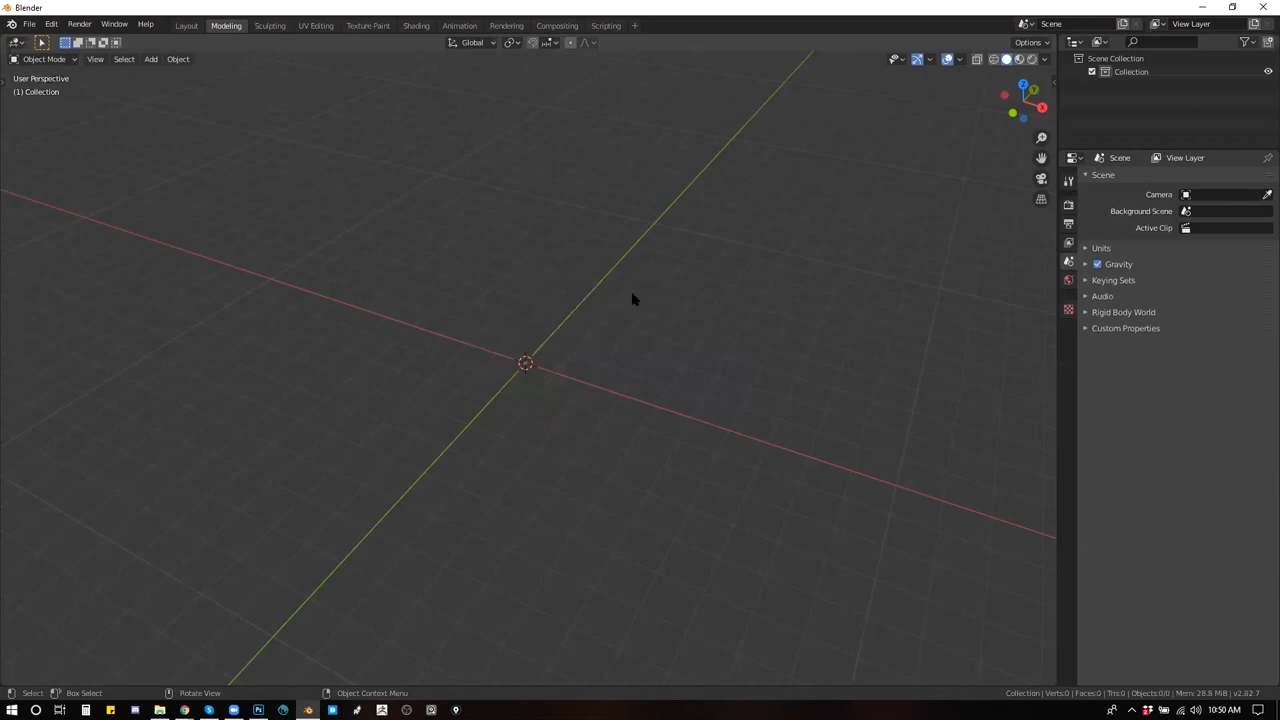 Blender
File Edit Render Window Help Layout Modeling Sculpting UV Editing Texture Paint Shading Animation Rendering Compositing Scripting + Scene View Layer
Global Options
Object Mode View Select Add Object
User Perspective
(1) Collection
Z Y X
Scene Collection
Collection
Scene View Layer
Scene
Camera
Background Scene
Active Clip
Units
Gravity
Keying Sets
Audio
Rigid Body World
Custom Properties
Select Box Select Rotate View Object Context Menu Collection | Verts:0 | Faces:0 | Tris:0 | Objects:0/0 | Mem: 28.8 MiB | v2.82.7
10:50 AM